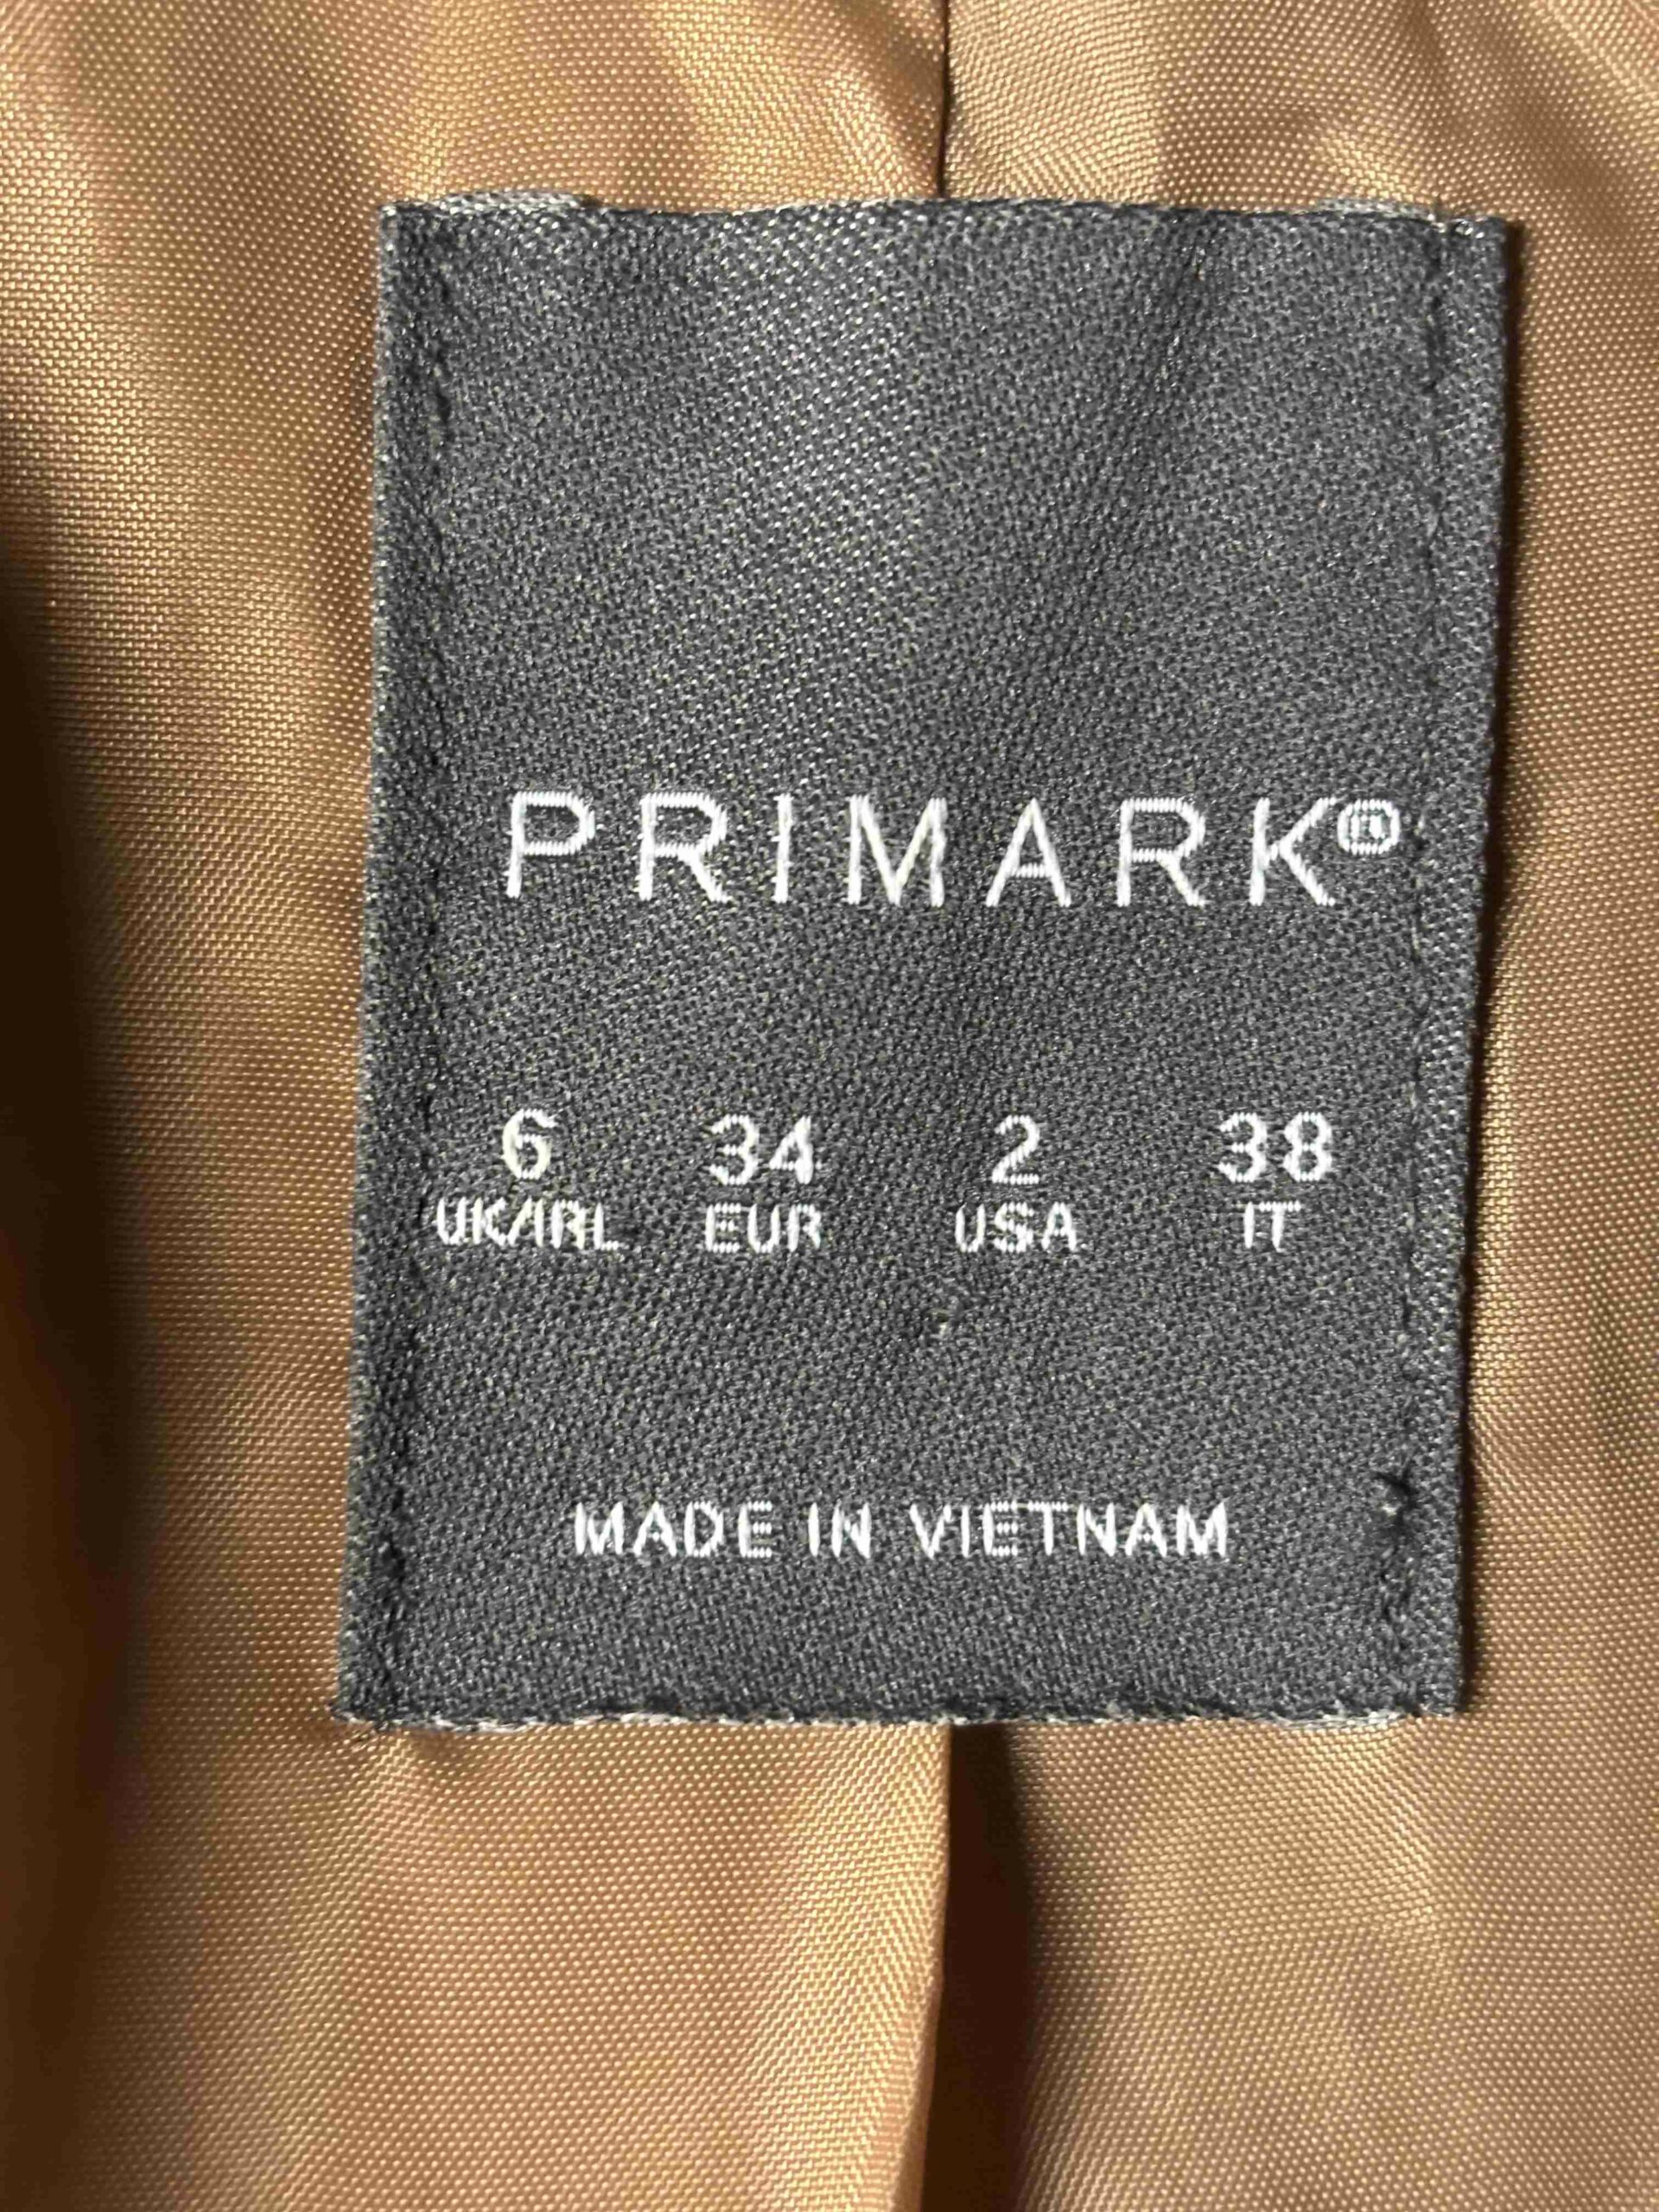 PRIMARK®
6 34 2 38
UK/IRL EUR USA IT
MADE IN VIETNAM